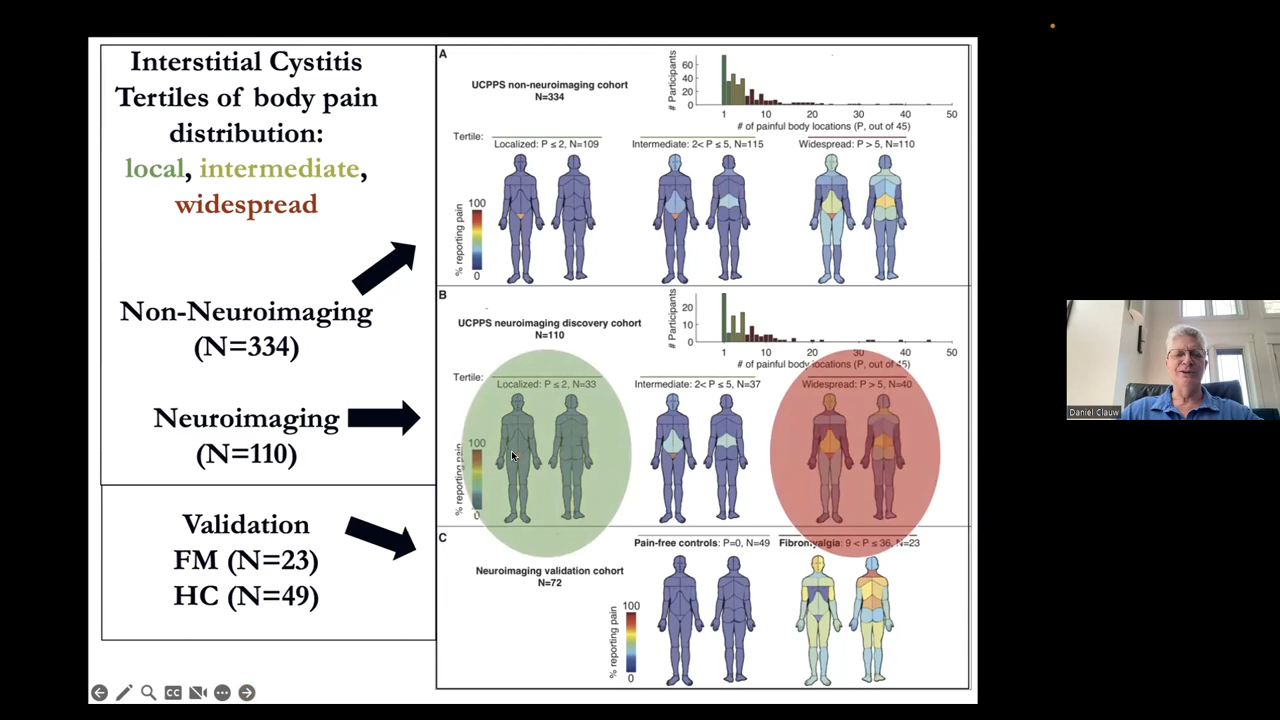 Interstitial Cystitis
Tertiles of body pain
distribution:
local, intermediate,
widespread
Non-Neuroimaging
(N=334)
Neuroimaging
(N=110)
Validation
FM (N=23)
HC (N=49)
A
UCPPS non-neuroimaging cohort
N=334
# Participants
60
40
20
0
1 10 20 30 40 50
# of painful body locations (P, out of 45)
Tertile:
Localized: P ≤ 2, N=109
Intermediate: 2< P ≤ 5, N=115
Widespread: P > 5, N=110
% reporting pain
100
0
B
UCPPS neuroimaging discovery cohort
N=110
# Participants
20
10
0
1 10 20 30 40 50
# of painful body locations (P, out of 45)
Tertile:
Localized: P ≤ 2, N=33
Intermediate: 2< P ≤ 5, N=37
Widespread: P > 5, N=40
% reporting pain
100
0
C
Neuroimaging validation cohort
N=72
Pain-free controls: P=0, N=49
Fibromyalgia: 9 < P ≤ 36, N=23
% reporting pain
100
0
CC
Daniel Clauw